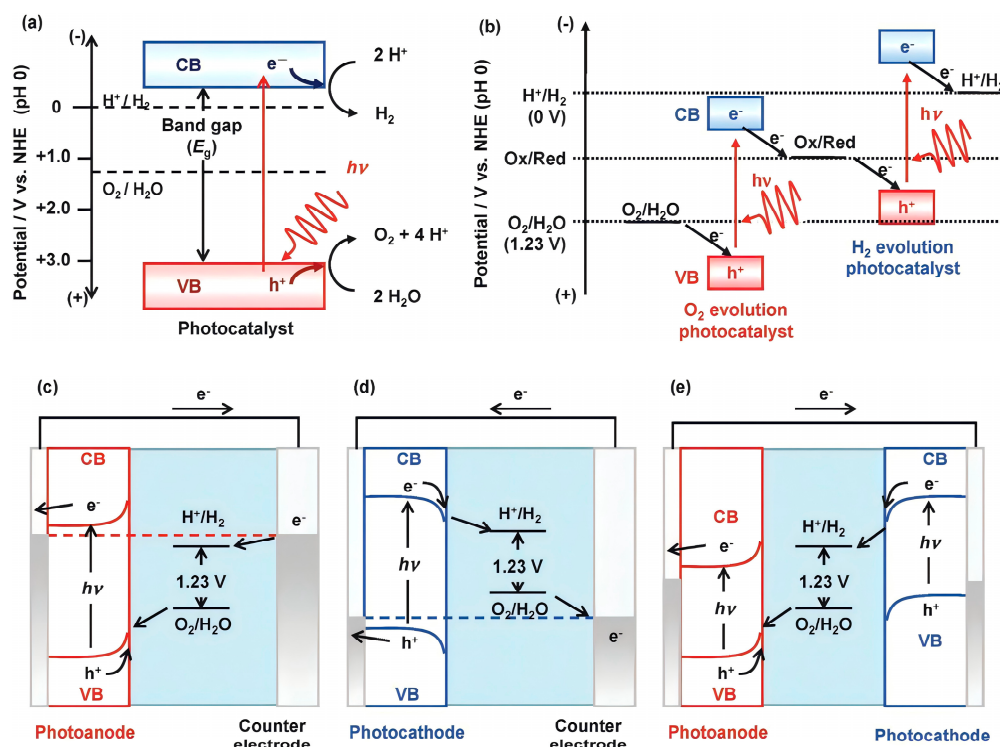 (a)
Potential / V vs. NHE (pH 0)
(-)
0
+1.0
+2.0
+3.0
(+)
CB
e⁻
2 H⁺
H⁺/ H₂
H₂
Band gap
(Eg)
hν
O₂ / H₂O
O₂ + 4 H⁺
VB
h⁺
2 H₂O
Photocatalyst
(b)
Potential / V vs. NHE (pH 0)
(-)
e⁻
e⁻
H⁺/H₂
H⁺/H₂
(0 V)
CB
e⁻
hν
e⁻
Ox/Red
Ox/Red
e⁻
hν
O₂/H₂O
O₂/H₂O
(1.23 V)
h⁺
e⁻
H₂ evolution
photocatalyst
VB
h⁺
(+)
O₂ evolution
photocatalyst
(c)
e⁻
CB
e⁻
H⁺/H₂
e⁻
hν
1.23 V
O₂/H₂O
h⁺
VB
Photoanode
Counter
electrode
(d)
e⁻
CB
e⁻
H⁺/H₂
hν
1.23 V
O₂/H₂O
h⁺
e⁻
VB
Photocathode
Counter
electrode
(e)
e⁻
CB
e⁻
CB
e⁻
H⁺/H₂
hν
hν
1.23 V
O₂/H₂O
h⁺
h⁺
VB
VB
Photoanode
Photocathode